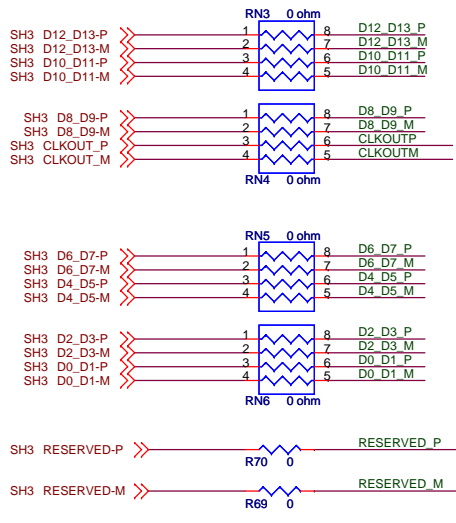 RN3 0 ohm
SH3 D12_D13-P 1 8 D12_D13_P
SH3 D12_D13-M 2 7 D12_D13_M
SH3 D10_D11-P 3 6 D10_D11_P
SH3 D10_D11-M 4 5 D10_D11_M
SH3 D8_D9-P 1 8 D8_D9_P
SH3 D8_D9-M 2 7 D8_D9_M
SH3 CLKOUT_P 3 6 CLKOUTP
SH3 CLKOUT_M 4 5 CLKOUTM
RN4 0 ohm
RN5 0 ohm
SH3 D6_D7-P 1 8 D6_D7_P
SH3 D6_D7-M 2 7 D6_D7_M
SH3 D4_D5-P 3 6 D4_D5_P
SH3 D4_D5-M 4 5 D4_D5_M
SH3 D2_D3-P 1 8 D2_D3_P
SH3 D2_D3-M 2 7 D2_D3_M
SH3 D0_D1-P 3 6 D0_D1_P
SH3 D0_D1-M 4 5 D0_D1_M
RN6 0 ohm
SH3 RESERVED-P RESERVED_P
R70 0
SH3 RESERVED-M RESERVED_M
R69 0